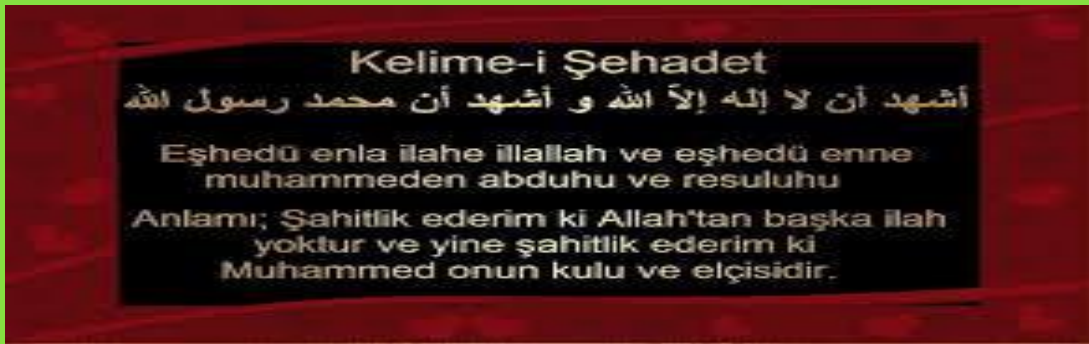 Kelime-i Şehadet
أشهد أن لا إله إلاّ الله و أشهد أن محمد رسول الله
Eşhedü enla ilahe illallah ve eşhedü enne
muhammeden abduhu ve resuluhu
Anlamı; Şahitlik ederim ki Allah'tan başka ilah
yoktur ve yine şahitlik ederim ki
Muhammed onun kulu ve elçisidir.